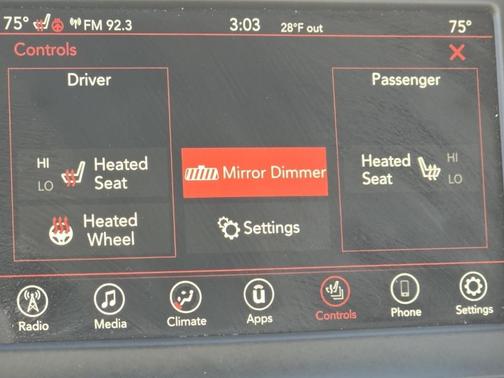 75° FM 92.3 3:03 28°F out 75°
Controls
Driver
Passenger
HI
LO
Heated
Seat
Mirror Dimmer
Heated
Seat
HI
LO
Heated
Wheel
Settings
Radio
Media
Climate
Apps
Controls
Phone
Settings